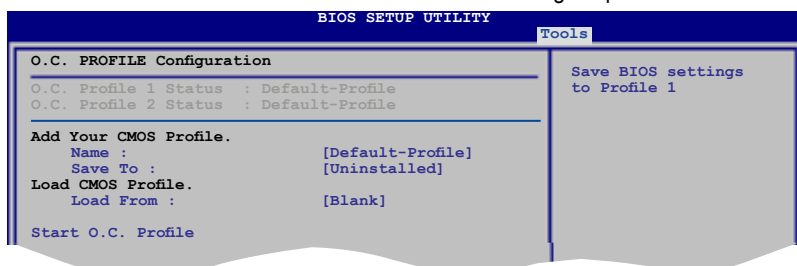 BIOS SETUP UTILITY
Tools
O.C. PROFILE Configuration
O.C. Profile 1 Status : Default-Profile
O.C. Profile 2 Status : Default-Profile
Add Your CMOS Profile.
Name : [Default-Profile]
Save To : [Uninstalled]
Load CMOS Profile.
Load From : [Blank]
Start O.C. Profile
Save BIOS settings
to Profile 1